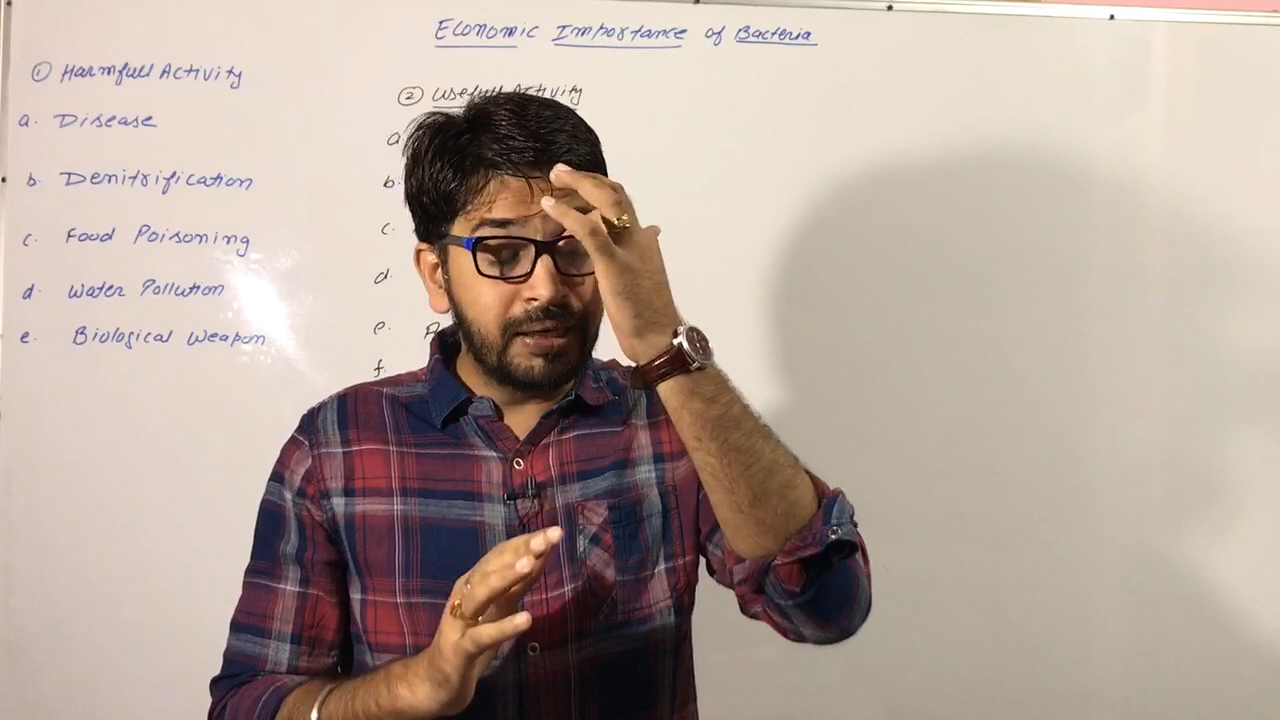 Economic Importance of Bacteria
① Harmfull Activity
a. Disease
b. Denitrification
c. Food Poisoning
d. Water Pollution
e. Biological Weapon
② Usefull Activity
a.
b.
c.
d.
e. A
f.